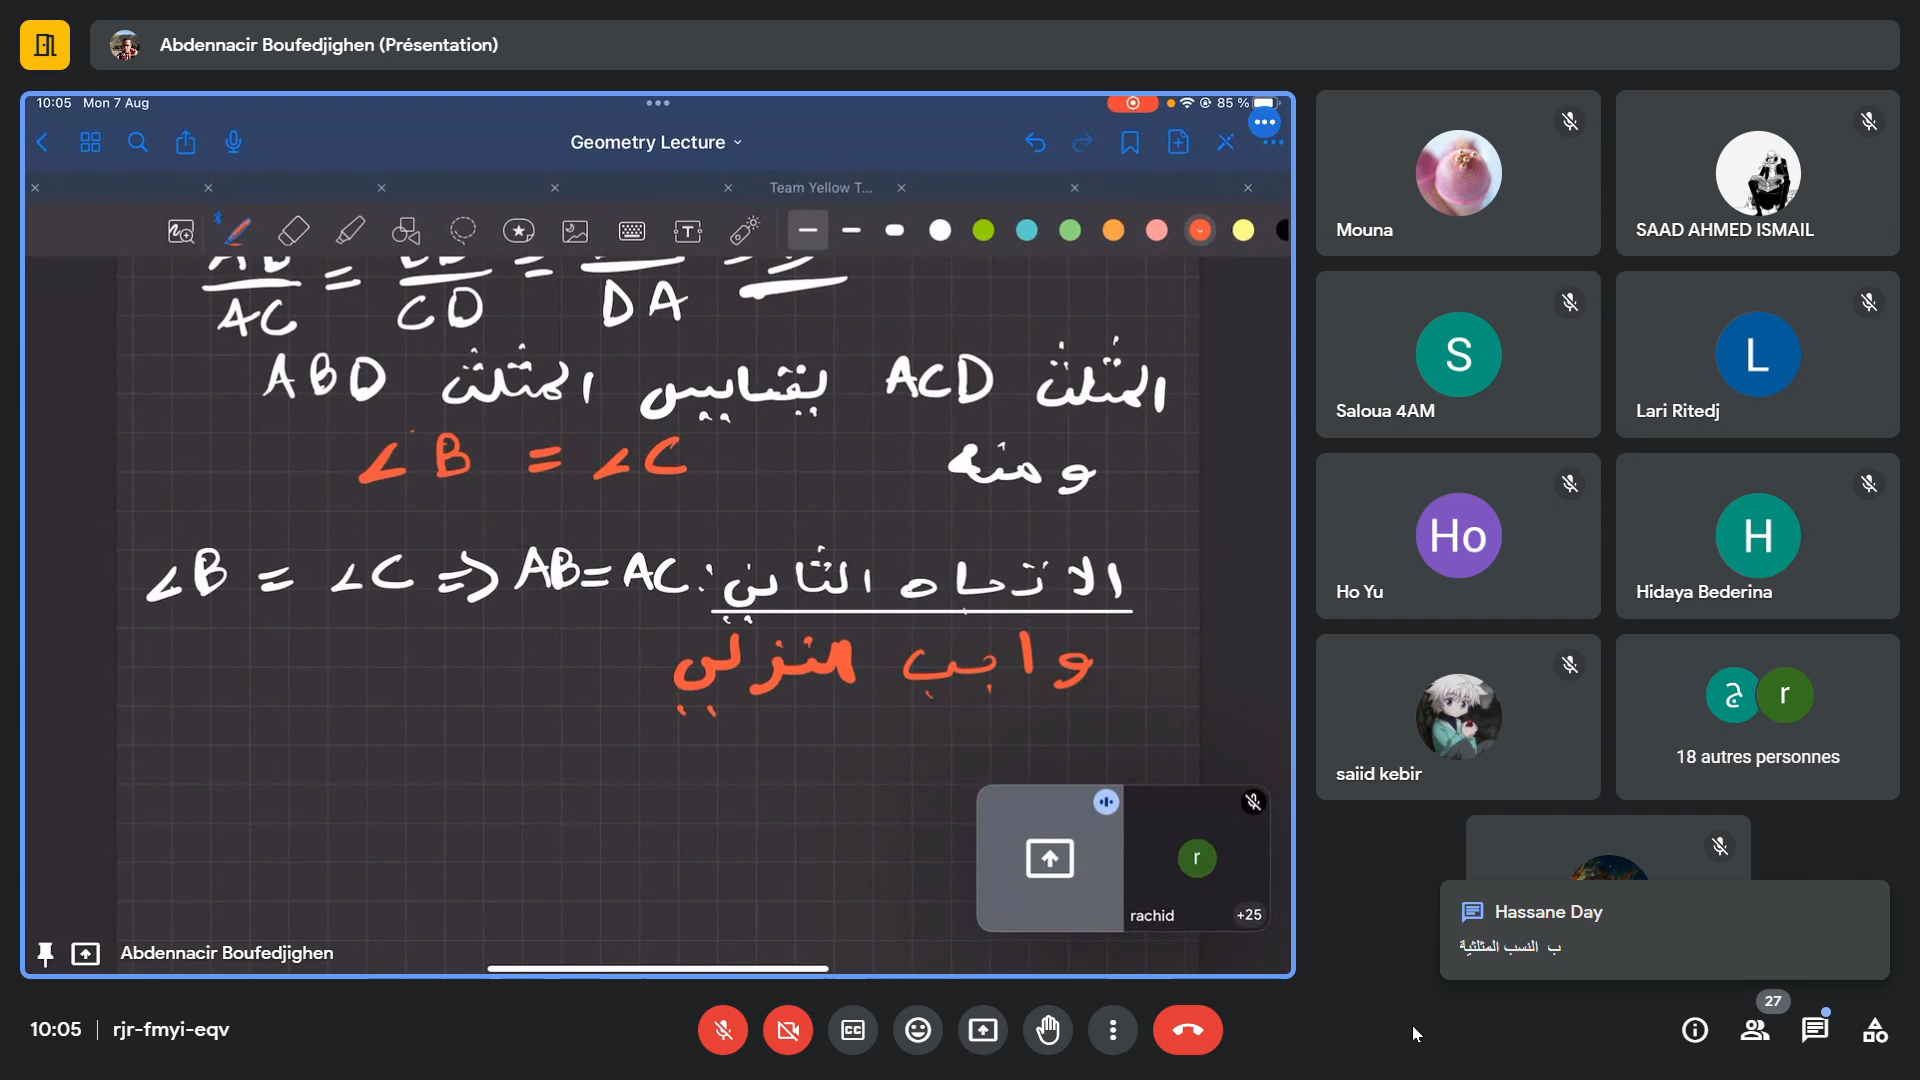 Abdennacir Boufedjighen (Présentation)
10:05 Mon 7 Aug
85 %
Geometry Lecture
Team Yellow T...
AC = CD = DA
المثلث ACD يقايس المثلث ABD
ومنه ∠B = ∠C
الاتجاه الثاني: ∠B = ∠C => AB = AC
واجب منزلي
rachid
+25
Abdennacir Boufedjighen
Mouna
SAAD AHMED ISMAIL
S
Saloua 4AM
L
Lari Ritedj
Ho
Ho Yu
H
Hidaya Bederina
saiid kebir
r
18 autres personnes
Hassane Day
ب النسب المثلثية
10:05 | rjr-fmyi-eqv
27